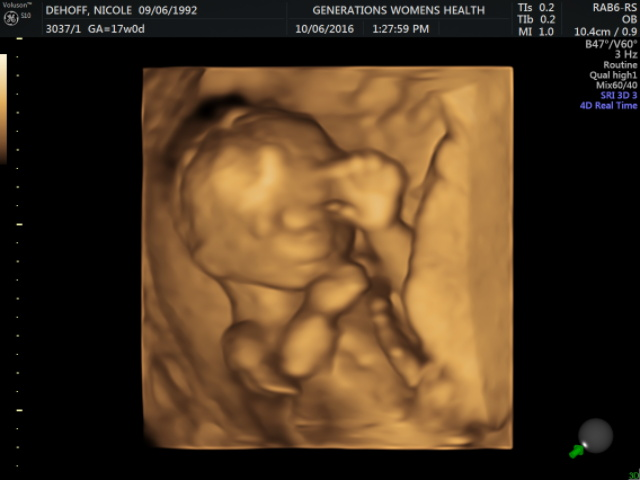 Voluson™
S10
DEHOFF, NICOLE 09/06/1992
GENERATIONS WOMENS HEALTH
TIs 0.2
RAB6-RS
3037/1 GA=17w0d
10/06/2016
1:27:59 PM
TIb 0.2
OB
MI 1.0
10.4cm / 0.9
B47°/V60°
3 Hz
Routine
Qual high1
Mix60/40
SRI 3D 3
4D Real Time